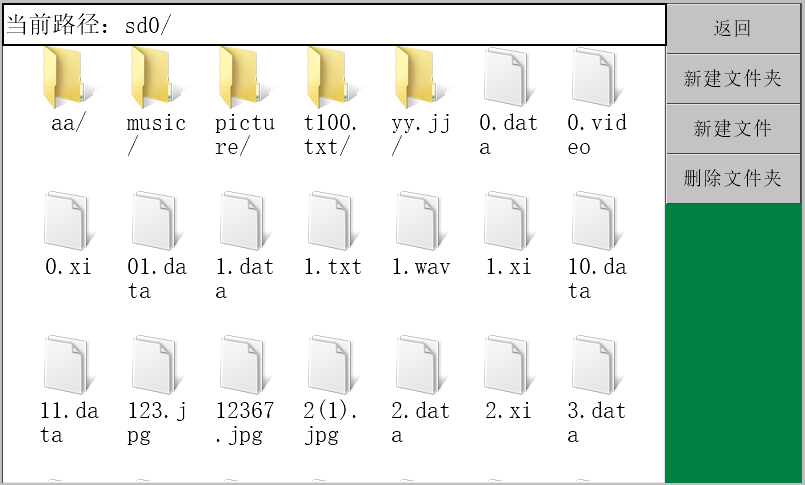 当前路径: sd0/
返回
新建文件夹
新建文件
删除文件夹
aa/
music
/
pictu
re/
t100.
txt/
yy.jj
/
0.dat
a
0.vid
eo
0.xi
01.da
ta
1.dat
a
1.txt
1.wav
1.xi
10.da
ta
11.da
ta
123.j
pg
12367
.jpg
2(1).
jpg
2.dat
a
2.xi
3.dat
a